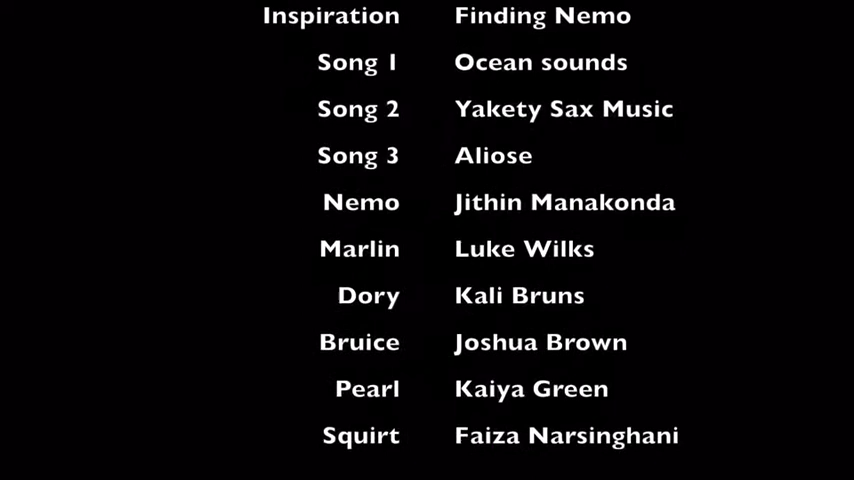 Inspiration Finding Nemo
Song 1 Ocean sounds
Song 2 Yakety Sax Music
Song 3 Aliose
Nemo Jithin Manakonda
Marlin Luke Wilks
Dory Kali Bruns
Bruice Joshua Brown
Pearl Kaiya Green
Squirt Faiza Narsinghani